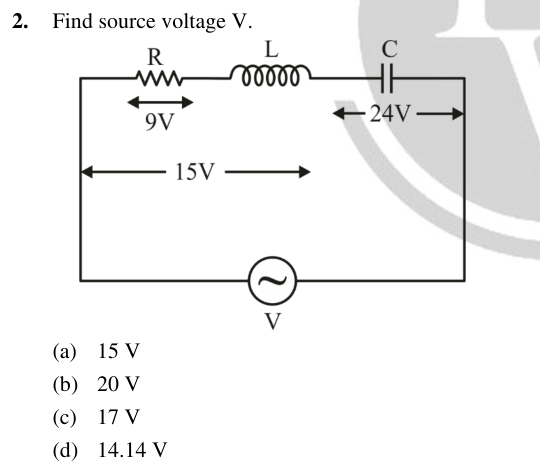 2. Find source voltage V.
R L C
9V 24V
15V
V
(a) 15 V
(b) 20 V
(c) 17 V
(d) 14.14 V